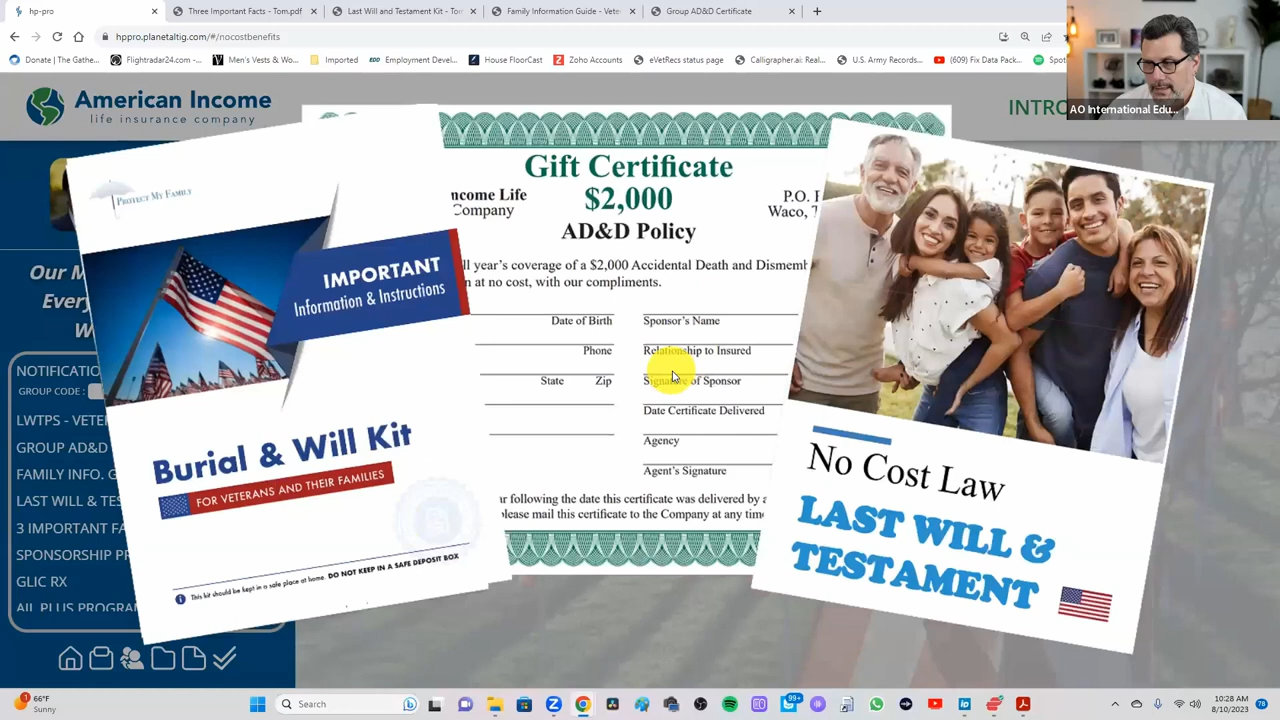 hp-pro
Three Important Facts - Tom.pdf
Last Will and Testament Kit - Tor
Family Information Guide - Vete
Group AD&D Certificate
hppro.planetaltig.com/#/nocostbenefits
Donate | The Gathe...
Flightradar24.com -...
Men's Vests & Wo...
Imported
EDD Employment Devel...
House FloorCast
Zoho Accounts
eVetRecs status page
Calligrapher.ai: Real...
U.S. Army Records...
(609) Fix Data Pack...
Spot
AO International Edu...
American Income
life insurance company
INTRO
PROTECT MY FAMILY
IMPORTANT
Information & Instructions
Burial & Will Kit
FOR VETERANS AND THEIR FAMILIES
This kit should be kept in a safe place at home. DO NOT KEEP IN A SAFE DEPOSIT BOX
Gift Certificate
$2,000
AD&D Policy
ncome Life
Company
P.O.
Waco,
ll year's coverage of a $2,000 Accidental Death and Dismemb
n at no cost, with our compliments.
Date of Birth
Sponsor's Name
Phone
Relationship to Insured
State Zip
Signature of Sponsor
Date Certificate Delivered
Agency
Agent's Signature
ar following the date this certificate was delivered by a
please mail this certificate to the Company at any tim
No Cost Law
LAST WILL &
TESTAMENT
Our M
Every
W
NOTIFICATIO
GROUP CODE :
LWTPS - VETE
GROUP AD&D
FAMILY INFO. G
LAST WILL & TES
3 IMPORTANT FA
SPONSORSHIP PR
GLIC RX
AIL PLUS PROGRA
66°F
Sunny
Search
99+
10:28 AM
8/10/2023
78